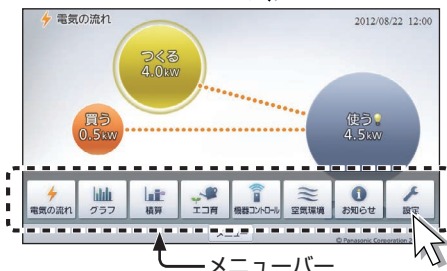 電気の流れ
2012/08/22 12:00
つくる
4.0kW
買う
0.5kW
使う
4.5kW
電気の流れ グラフ 積算 エコ育 機器コントロール 空気環境 お知らせ 設定
メニュー
© Panasonic Corporation 2
メニューバー